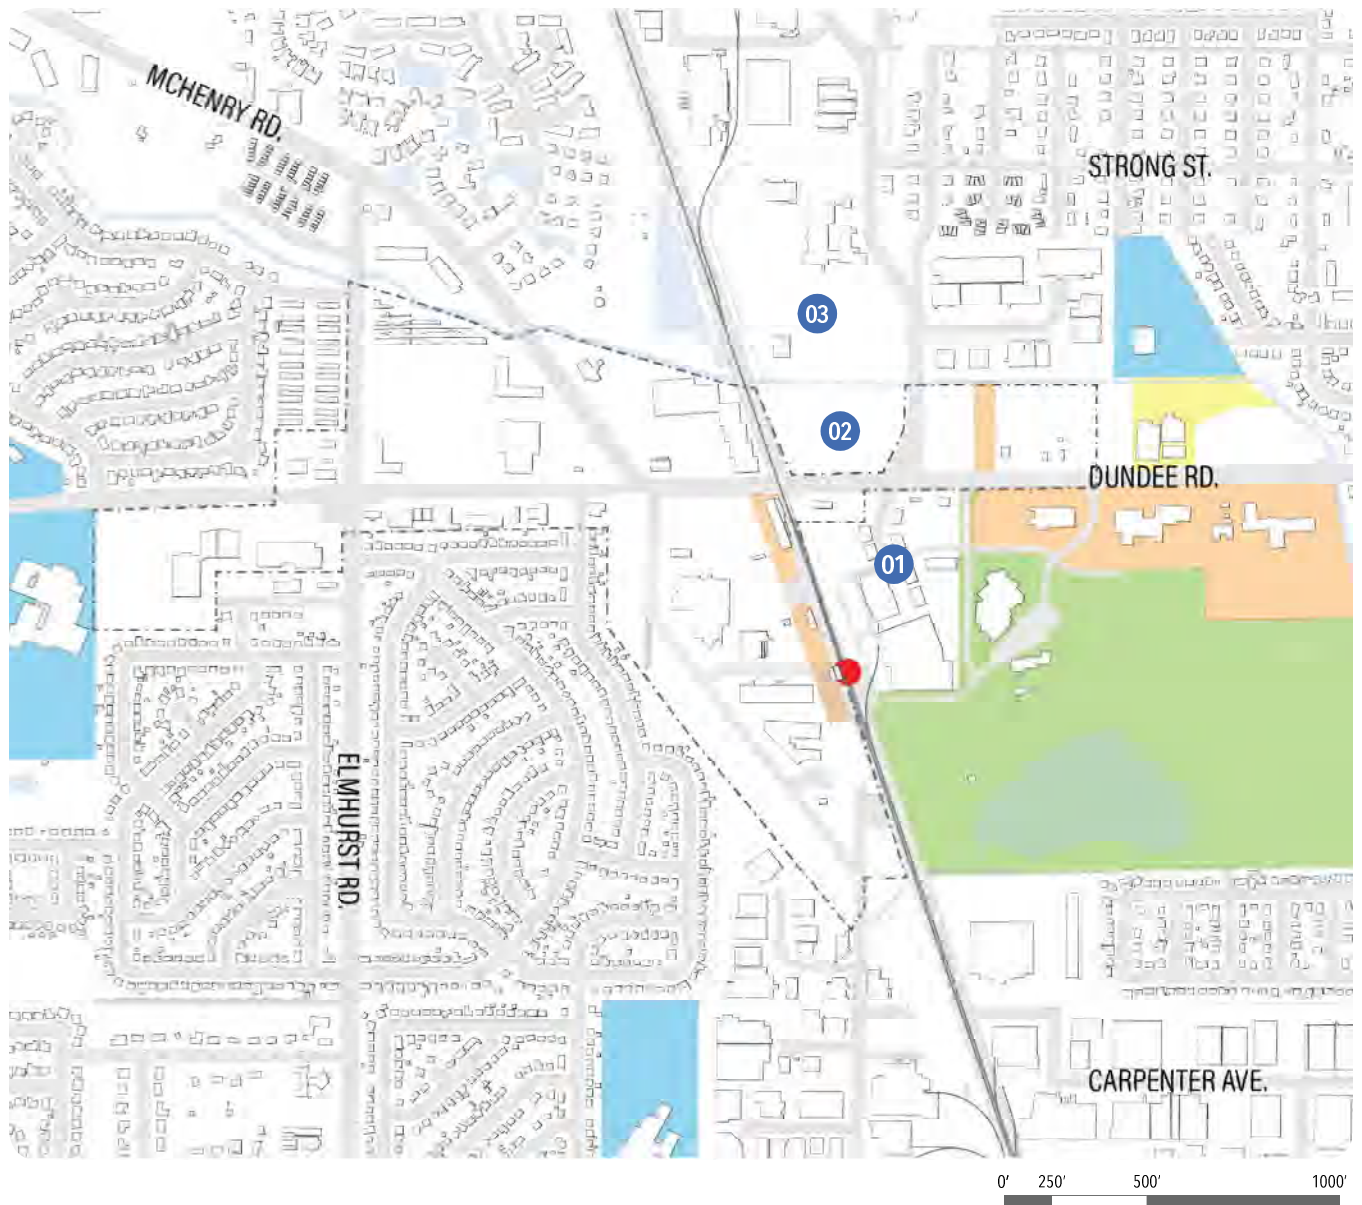 MCHENRY RD.
STRONG ST.
03
02
DUNDEE RD.
01
ELMHURST RD.
CARPENTER AVE.
0' 250' 500' 1000'